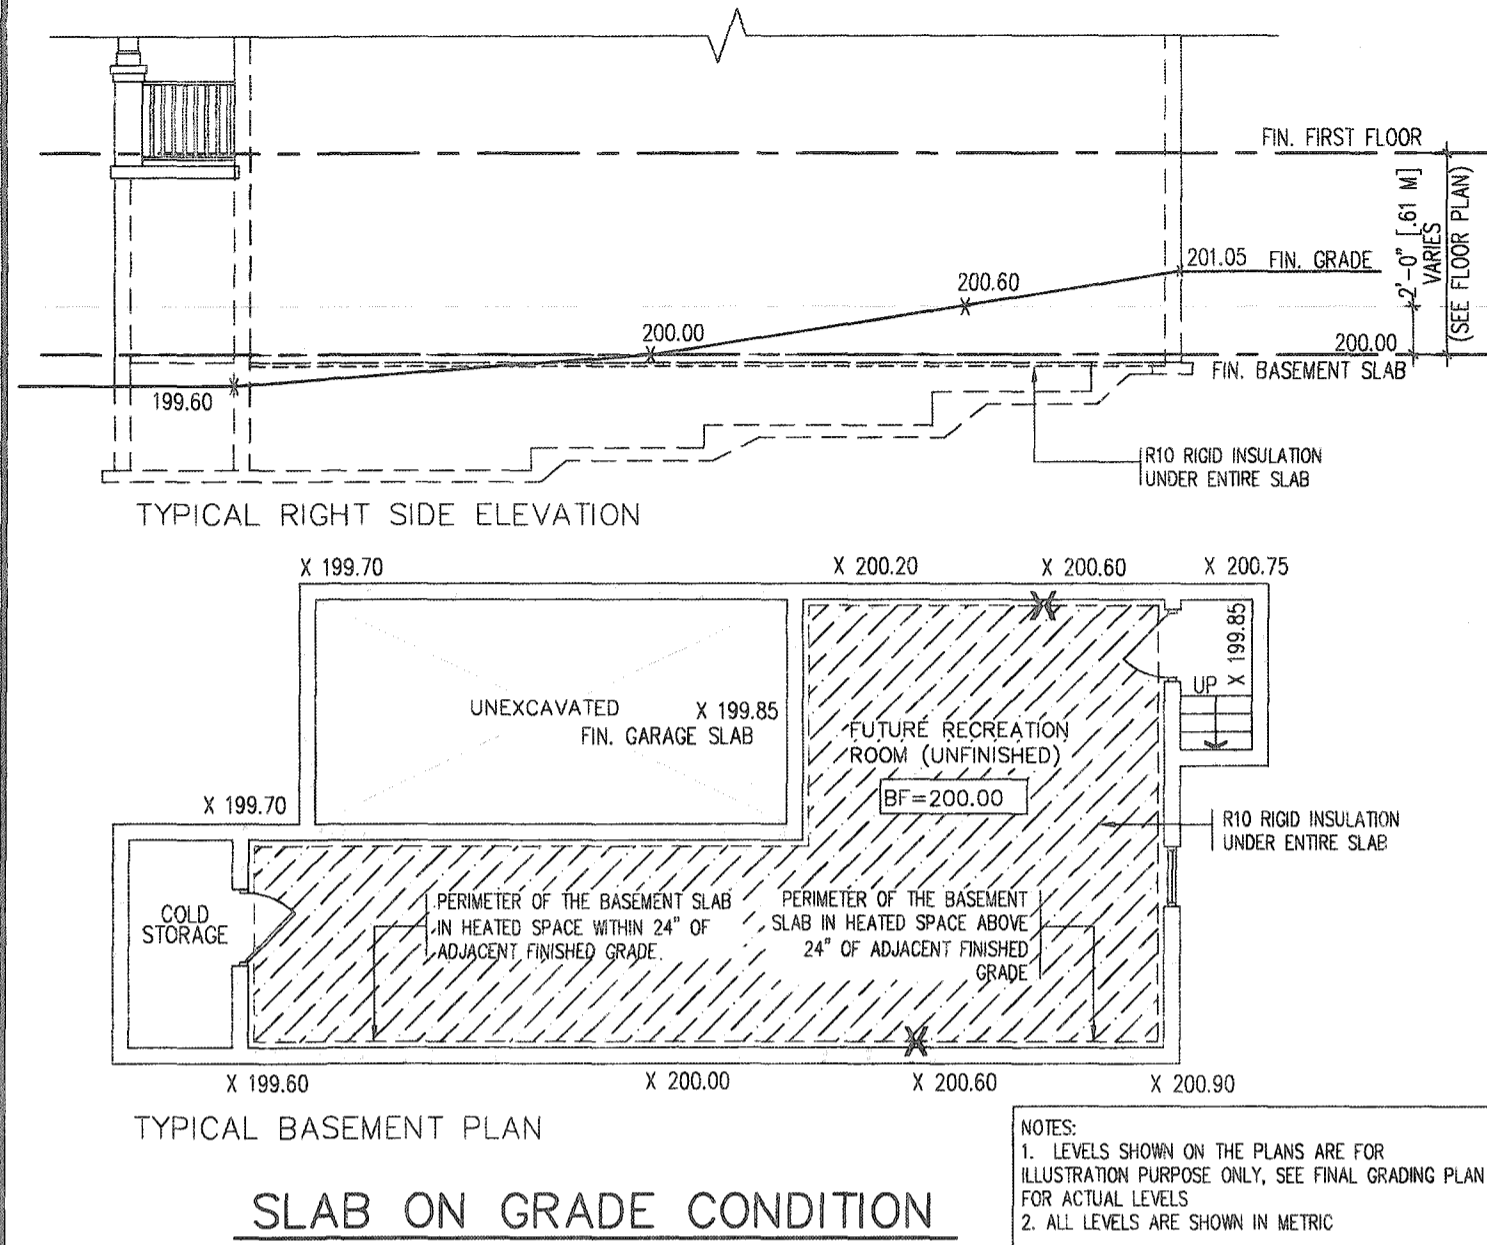 FIN. FIRST FLOOR
2'-0" [.61 M]
VARIES
(SEE FLOOR PLAN)
201.05 FIN. GRADE
200.60
200.00
200.00
FIN. BASEMENT SLAB
199.60
R10 RIGID INSULATION
UNDER ENTIRE SLAB
TYPICAL RIGHT SIDE ELEVATION
X 199.70
X 200.20
X 200.60
X 200.75
X 199.85
UP
UNEXCAVATED
X 199.85
FIN. GARAGE SLAB
FUTURE RECREATION
ROOM (UNFINISHED)
BF=200.00
X 199.70
R10 RIGID INSULATION
UNDER ENTIRE SLAB
COLD
STORAGE
PERIMETER OF THE BASEMENT SLAB
IN HEATED SPACE WITHIN 24" OF
ADJACENT FINISHED GRADE.
PERIMETER OF THE BASEMENT
SLAB IN HEATED SPACE ABOVE
24" OF ADJACENT FINISHED
GRADE
X 199.60
X 200.00
X 200.60
X 200.90
TYPICAL BASEMENT PLAN
SLAB ON GRADE CONDITION
NOTES:
1. LEVELS SHOWN ON THE PLANS ARE FOR
ILLUSTRATION PURPOSE ONLY, SEE FINAL GRADING PLAN
FOR ACTUAL LEVELS
2. ALL LEVELS ARE SHOWN IN METRIC